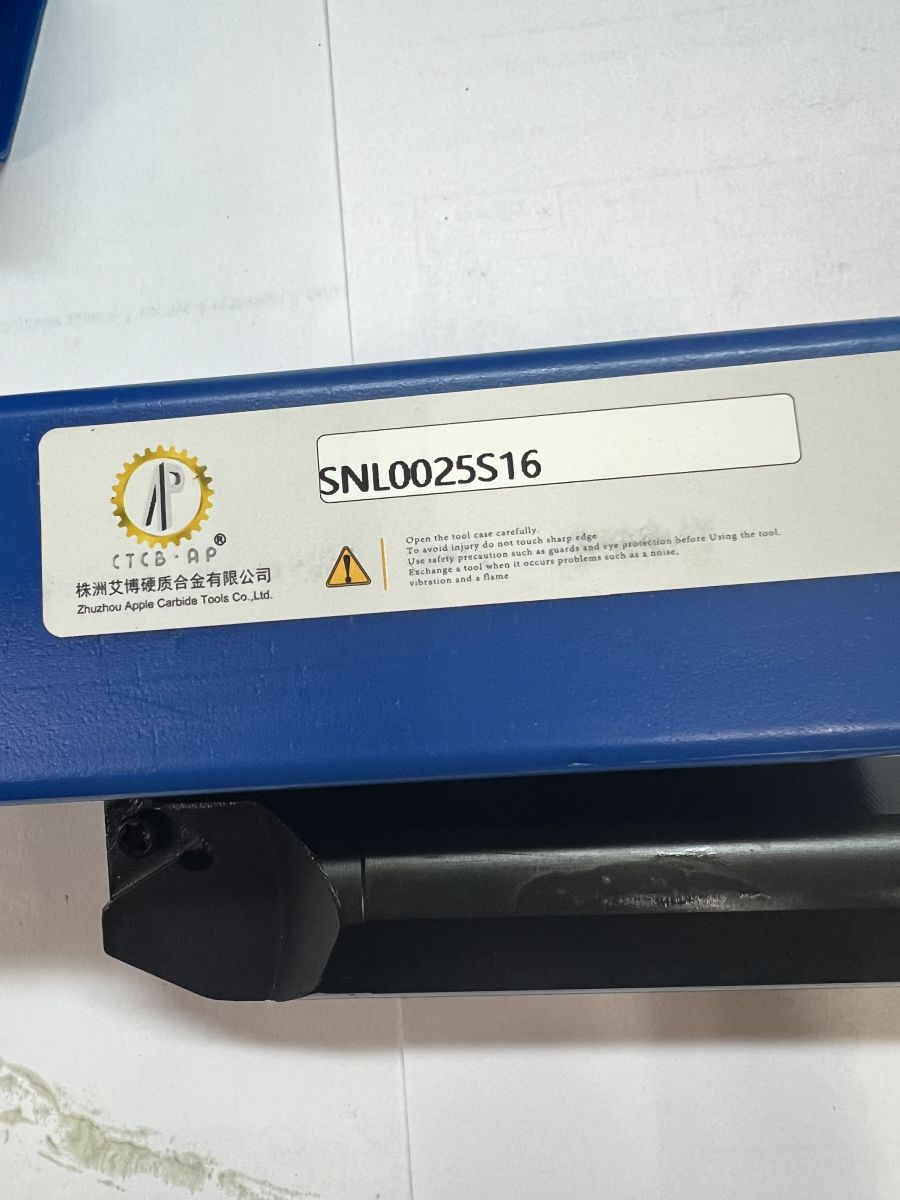 SNL0025S16
AP
CTCB·AP®
株洲艾博硬质合金有限公司
Zhuzhou Apple Carbide Tools Co.,Ltd.
Open the tool case carefully.
To avoid injury do not touch sharp edge
Use safety precaution such as guards and eye protection before Using the tool.
Exchange a tool when it occurs problems such as a noise,
vibration and a flame